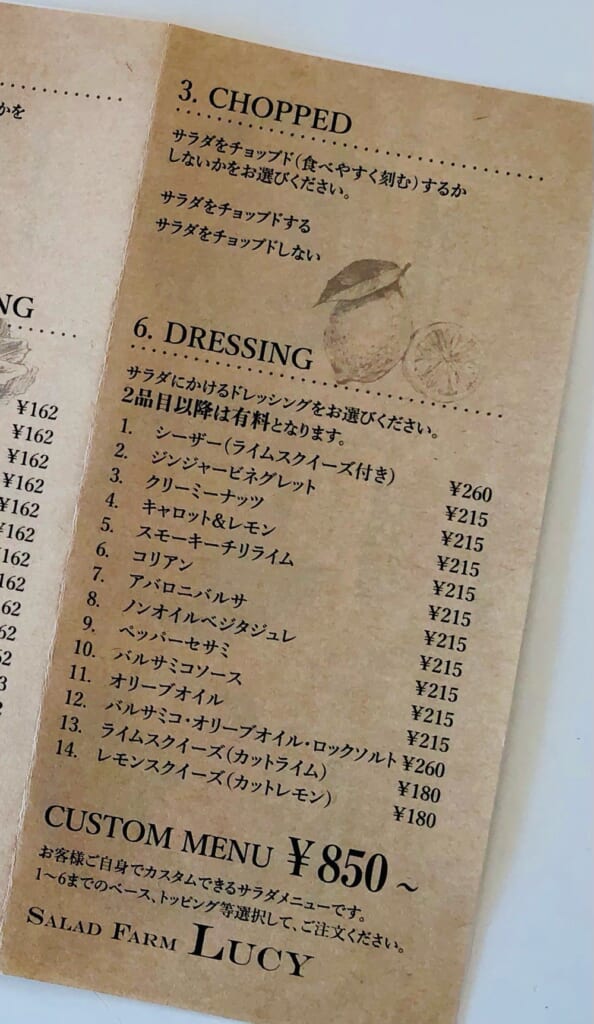 かを
NG
¥162
¥162
¥162
¥162
¥162
¥162
162
162
62
62
3. CHOPPED
サラダをチョップド(食べやすく刻む)するか
しないかをお選びください。
サラダをチョップドする
サラダをチョップドしない
6. DRESSING
サラダにかけるドレッシングをお選びください。
2品目以降は有料となります。
1. シーザー(ライムスクイーズ付き) ¥260
2. ジンジャービネグレット ¥215
3. クリーミーナッツ ¥215
4. キャロット&レモン ¥215
5. スモーキーチリライム ¥215
6. コリアン ¥215
7. アバロニバルサ ¥215
8. ノンオイルベジタジュレ ¥215
9. ペッパーセサミ ¥215
10. バルサミコソース ¥215
11. オリーブオイル ¥215
12. バルサミコ・オリーブオイル・ロックソルト ¥260
13. ライムスクイーズ(カットライム) ¥180
14. レモンスクイーズ(カットレモン) ¥180
CUSTOM MENU ¥850~
お客様ご自身でカスタムできるサラダメニューです。
1〜6までのベース、トッピング等選択して、ご注文ください。
SALAD FARM LUCY